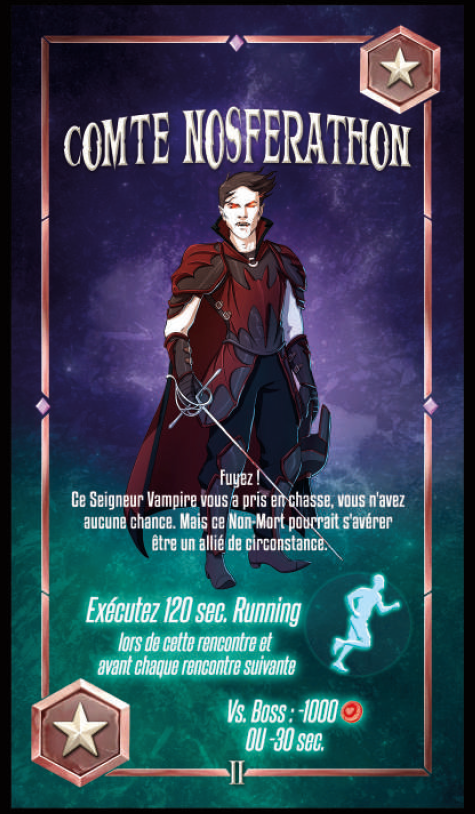 COMTE NOSFERATHON
Fuyez !
Ce Seigneur Vampire vous a pris en chasse, vous n'avez
aucune chance. Mais ce Non-Mort pourrait s'avérer
être un allié de circonstance.
Exécutez 120 sec. Running
lors de cette rencontre et
avant chaque rencontre suivante
Vs. Boss : -1000
OU -30 sec.
II